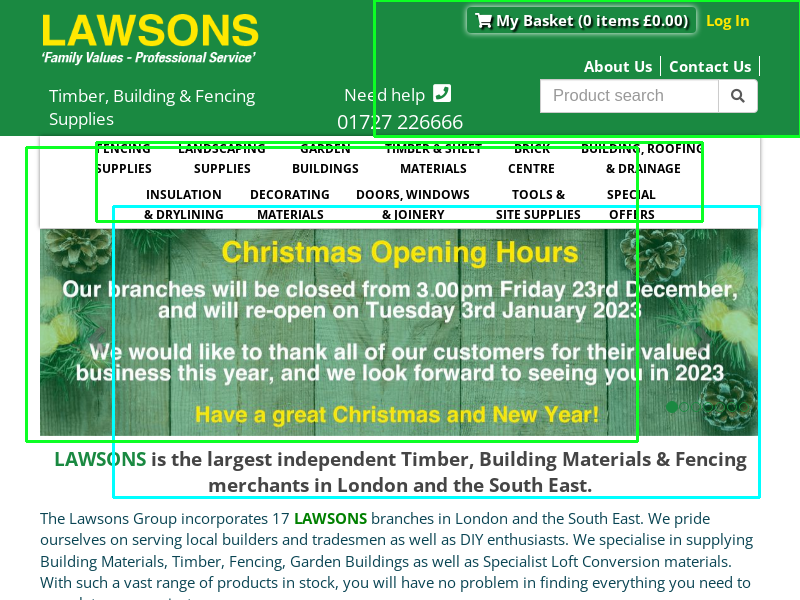 LAWSONS
'Family Values - Professional Service'
My Basket (0 items £0.00) Log In
About Us Contact Us
Timber, Building & Fencing
Supplies
Need help
01727 226666
Product search
FENCING SUPPLIES
LANDSCAPING SUPPLIES
GARDEN BUILDINGS
TIMBER & SHEET MATERIALS
BRICK CENTRE
BUILDING, ROOFING & DRAINAGE
INSULATION & DRYLINING
DECORATING MATERIALS
DOORS, WINDOWS & JOINERY
TOOLS & SITE SUPPLIES
SPECIAL OFFERS
Christmas Opening Hours
Our branches will be closed from 3.00pm Friday 23rd December,
and will re-open on Tuesday 3rd January 2023
We would like to thank all of our customers for their valued
business this year, and we look forward to seeing you in 2023
Have a great Christmas and New Year!
LAWSONS is the largest independent Timber, Building Materials & Fencing
merchants in London and the South East.
The Lawsons Group incorporates 17 LAWSONS branches in London and the South East. We pride
ourselves on serving local builders and tradesmen as well as DIY enthusiasts. We specialise in supplying
Building Materials, Timber, Fencing, Garden Buildings as well as Specialist Loft Conversion materials.
With such a vast range of products in stock, you will have no problem in finding everything you need to